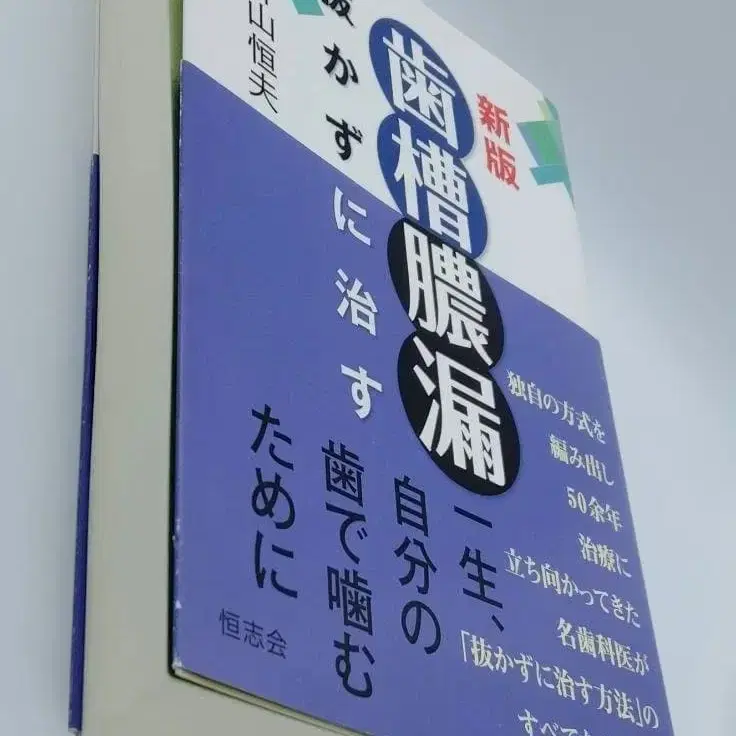 新版
歯槽膿漏
抜かずに治す
山恒夫
独自の方式を
編み出し
50余年
治療に
立ち向かってきた
名歯科医が
「抜かずに治す方法」の
すべて
一生、
自分の
歯で噛む
ために
恒志会